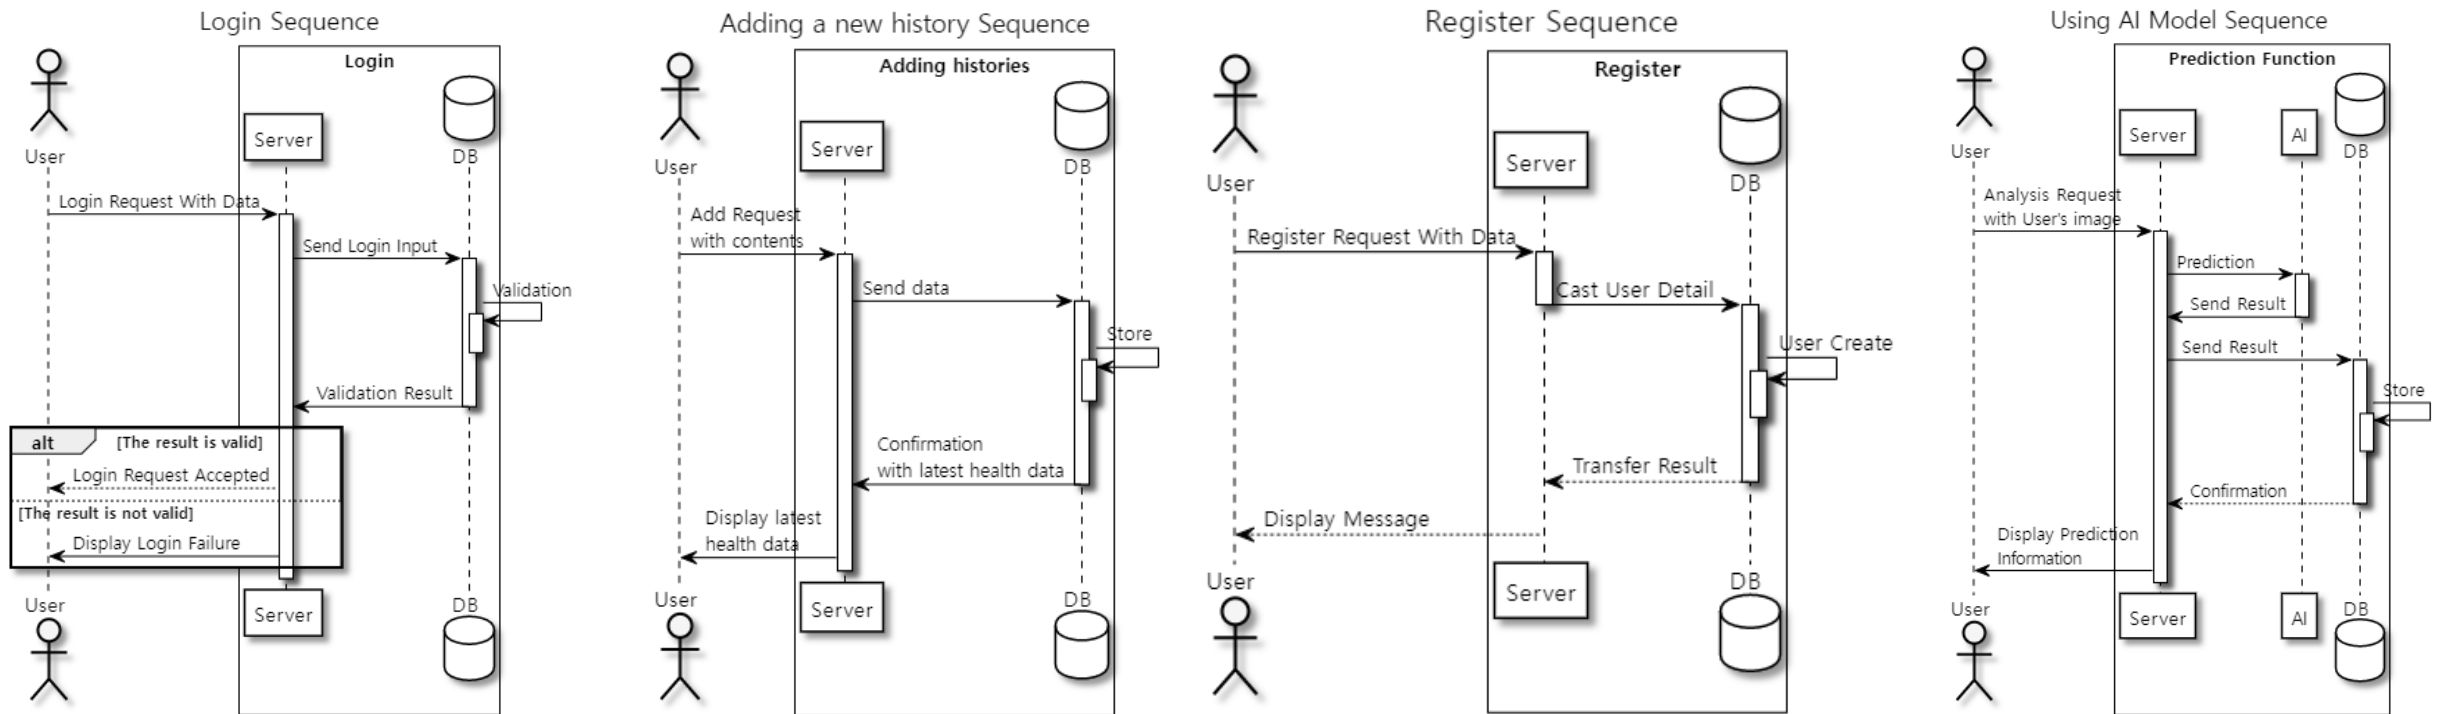 Login Sequence
Login
User
Server
DB
Login Request With Data
Send Login Input
Validation
Validation Result
alt
[The result is valid]
Login Request Accepted
[The result is not valid]
Display Login Failure
User
Server
DB
Adding a new history Sequence
Adding histories
User
Server
DB
Add Request
with contents
Send data
Store
Confirmation
with latest health data
Display latest
health data
User
Server
DB
Register Sequence
Register
User
Server
DB
Register Request With Data
Cast User Detail
User Create
Transfer Result
Display Message
User
Server
DB
Using AI Model Sequence
Prediction Function
User
Server
AI
DB
Analysis Request
with User's image
Prediction
Send Result
Send Result
Store
Confirmation
Display Prediction
Information
User
Server
AI
DB